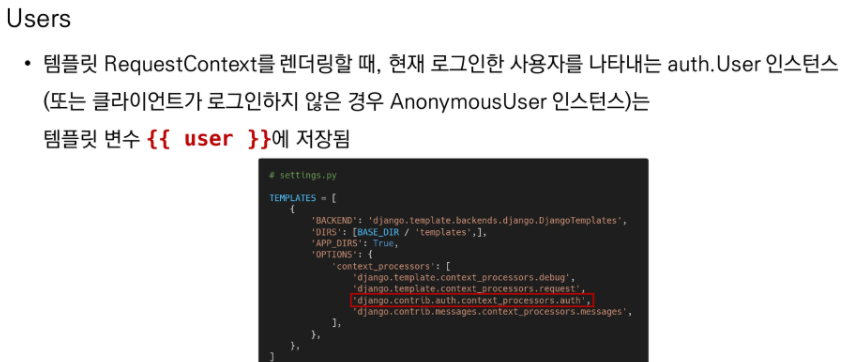 Users
• 템플릿 RequestContext를 렌더링할 때, 현재 로그인한 사용자를 나타내는 auth.User 인스턴스
(또는 클라이언트가 로그인하지 않은 경우 AnonymousUser 인스턴스)는
템플릿 변수 {{ user }}에 저장됨
# settings.py
TEMPLATES = [
{
'BACKEND': 'django.template.backends.django.DjangoTemplates',
'DIRS': [BASE_DIR / 'templates',],
'APP_DIRS': True,
'OPTIONS': {
'context_processors': [
'django.template.context_processors.debug',
'django.template.context_processors.request',
'django.contrib.auth.context_processors.auth',
'django.contrib.messages.context_processors.messages',
],
},
},
]